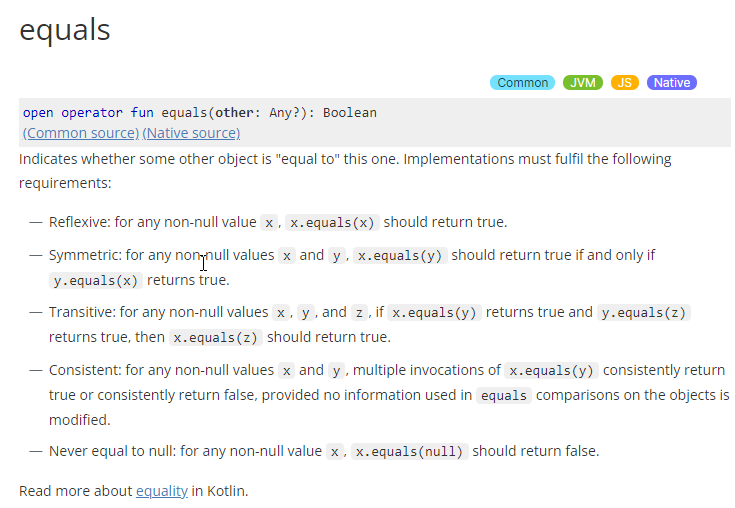 equals
Common JVM JS Native
open operator fun equals(other: Any?): Boolean
(Common source) (Native source)
Indicates whether some other object is "equal to" this one. Implementations must fulfil the following
requirements:
— Reflexive: for any non-null value x, x.equals(x) should return true.
— Symmetric: for any non-null values x and y, x.equals(y) should return true if and only if
y.equals(x) returns true.
— Transitive: for any non-null values x, y, and z, if x.equals(y) returns true and y.equals(z)
returns true, then x.equals(z) should return true.
— Consistent: for any non-null values x and y, multiple invocations of x.equals(y) consistently return
true or consistently return false, provided no information used in equals comparisons on the objects is
modified.
— Never equal to null: for any non-null value x, x.equals(null) should return false.
Read more about equality in Kotlin.